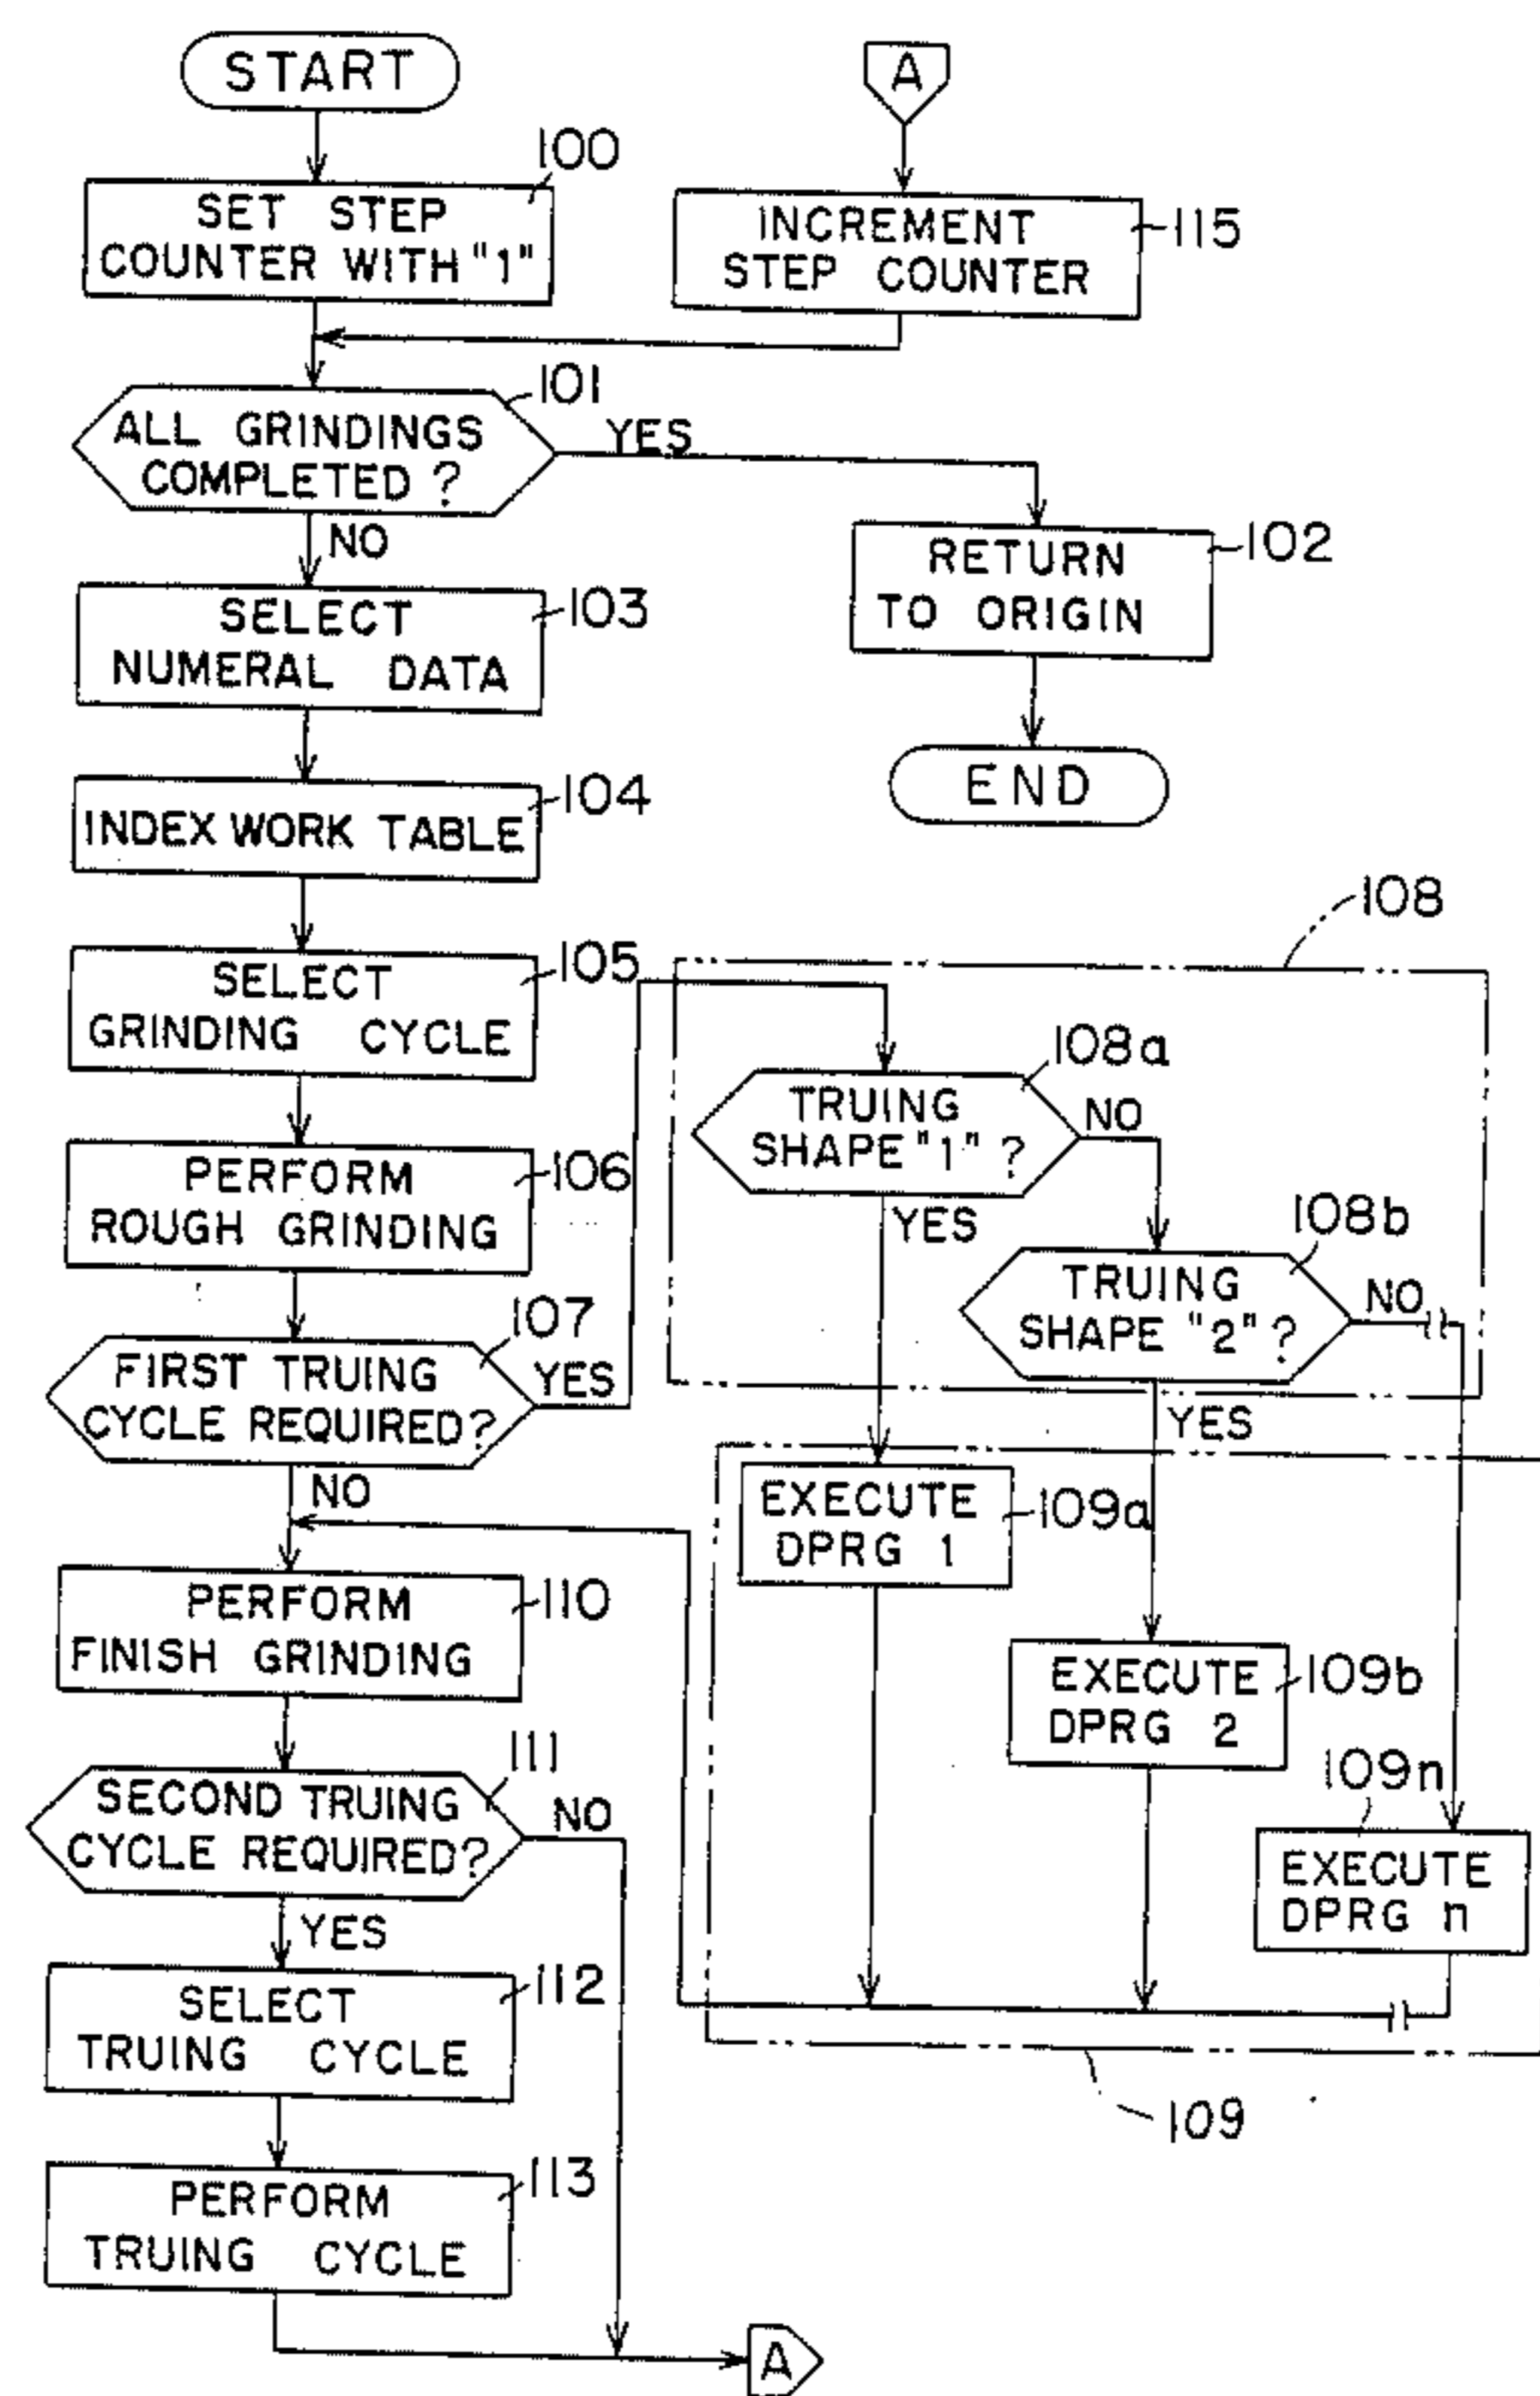 START
100
SET STEP
COUNTER WITH "1"
A
INCREMENT
STEP COUNTER
115
101
ALL GRINDINGS
COMPLETED ?
YES
NO
RETURN
TO ORIGIN
102
END
SELECT
NUMERAL DATA
103
INDEX WORK TABLE
104
SELECT
GRINDING CYCLE
105
PERFORM
ROUGH GRINDING
106
107
FIRST TRUING
CYCLE REQUIRED?
YES
NO
108
108a
TRUING
SHAPE "1" ?
NO
YES
108b
TRUING
SHAPE "2" ?
NO
YES
EXECUTE
DPRG 1
109a
EXECUTE
DPRG 2
109b
109n
EXECUTE
DPRG n
109
PERFORM
FINISH GRINDING
110
111
SECOND TRUING
CYCLE REQUIRED?
NO
YES
SELECT
TRUING CYCLE
112
PERFORM
TRUING CYCLE
113
A